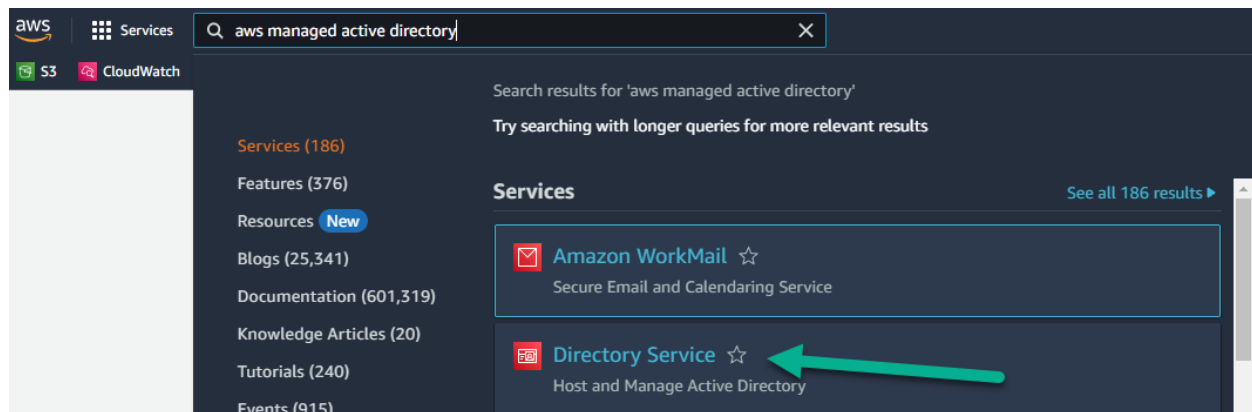 aws
Services
aws managed active directory
S3
CloudWatch
Search results for 'aws managed active directory'
Try searching with longer queries for more relevant results
Services (186)
Features (376)
Resources New
Blogs (25,341)
Documentation (601,319)
Knowledge Articles (20)
Tutorials (240)
Events (915)
Services
See all 186 results
Amazon WorkMail
Secure Email and Calendaring Service
Directory Service
Host and Manage Active Directory